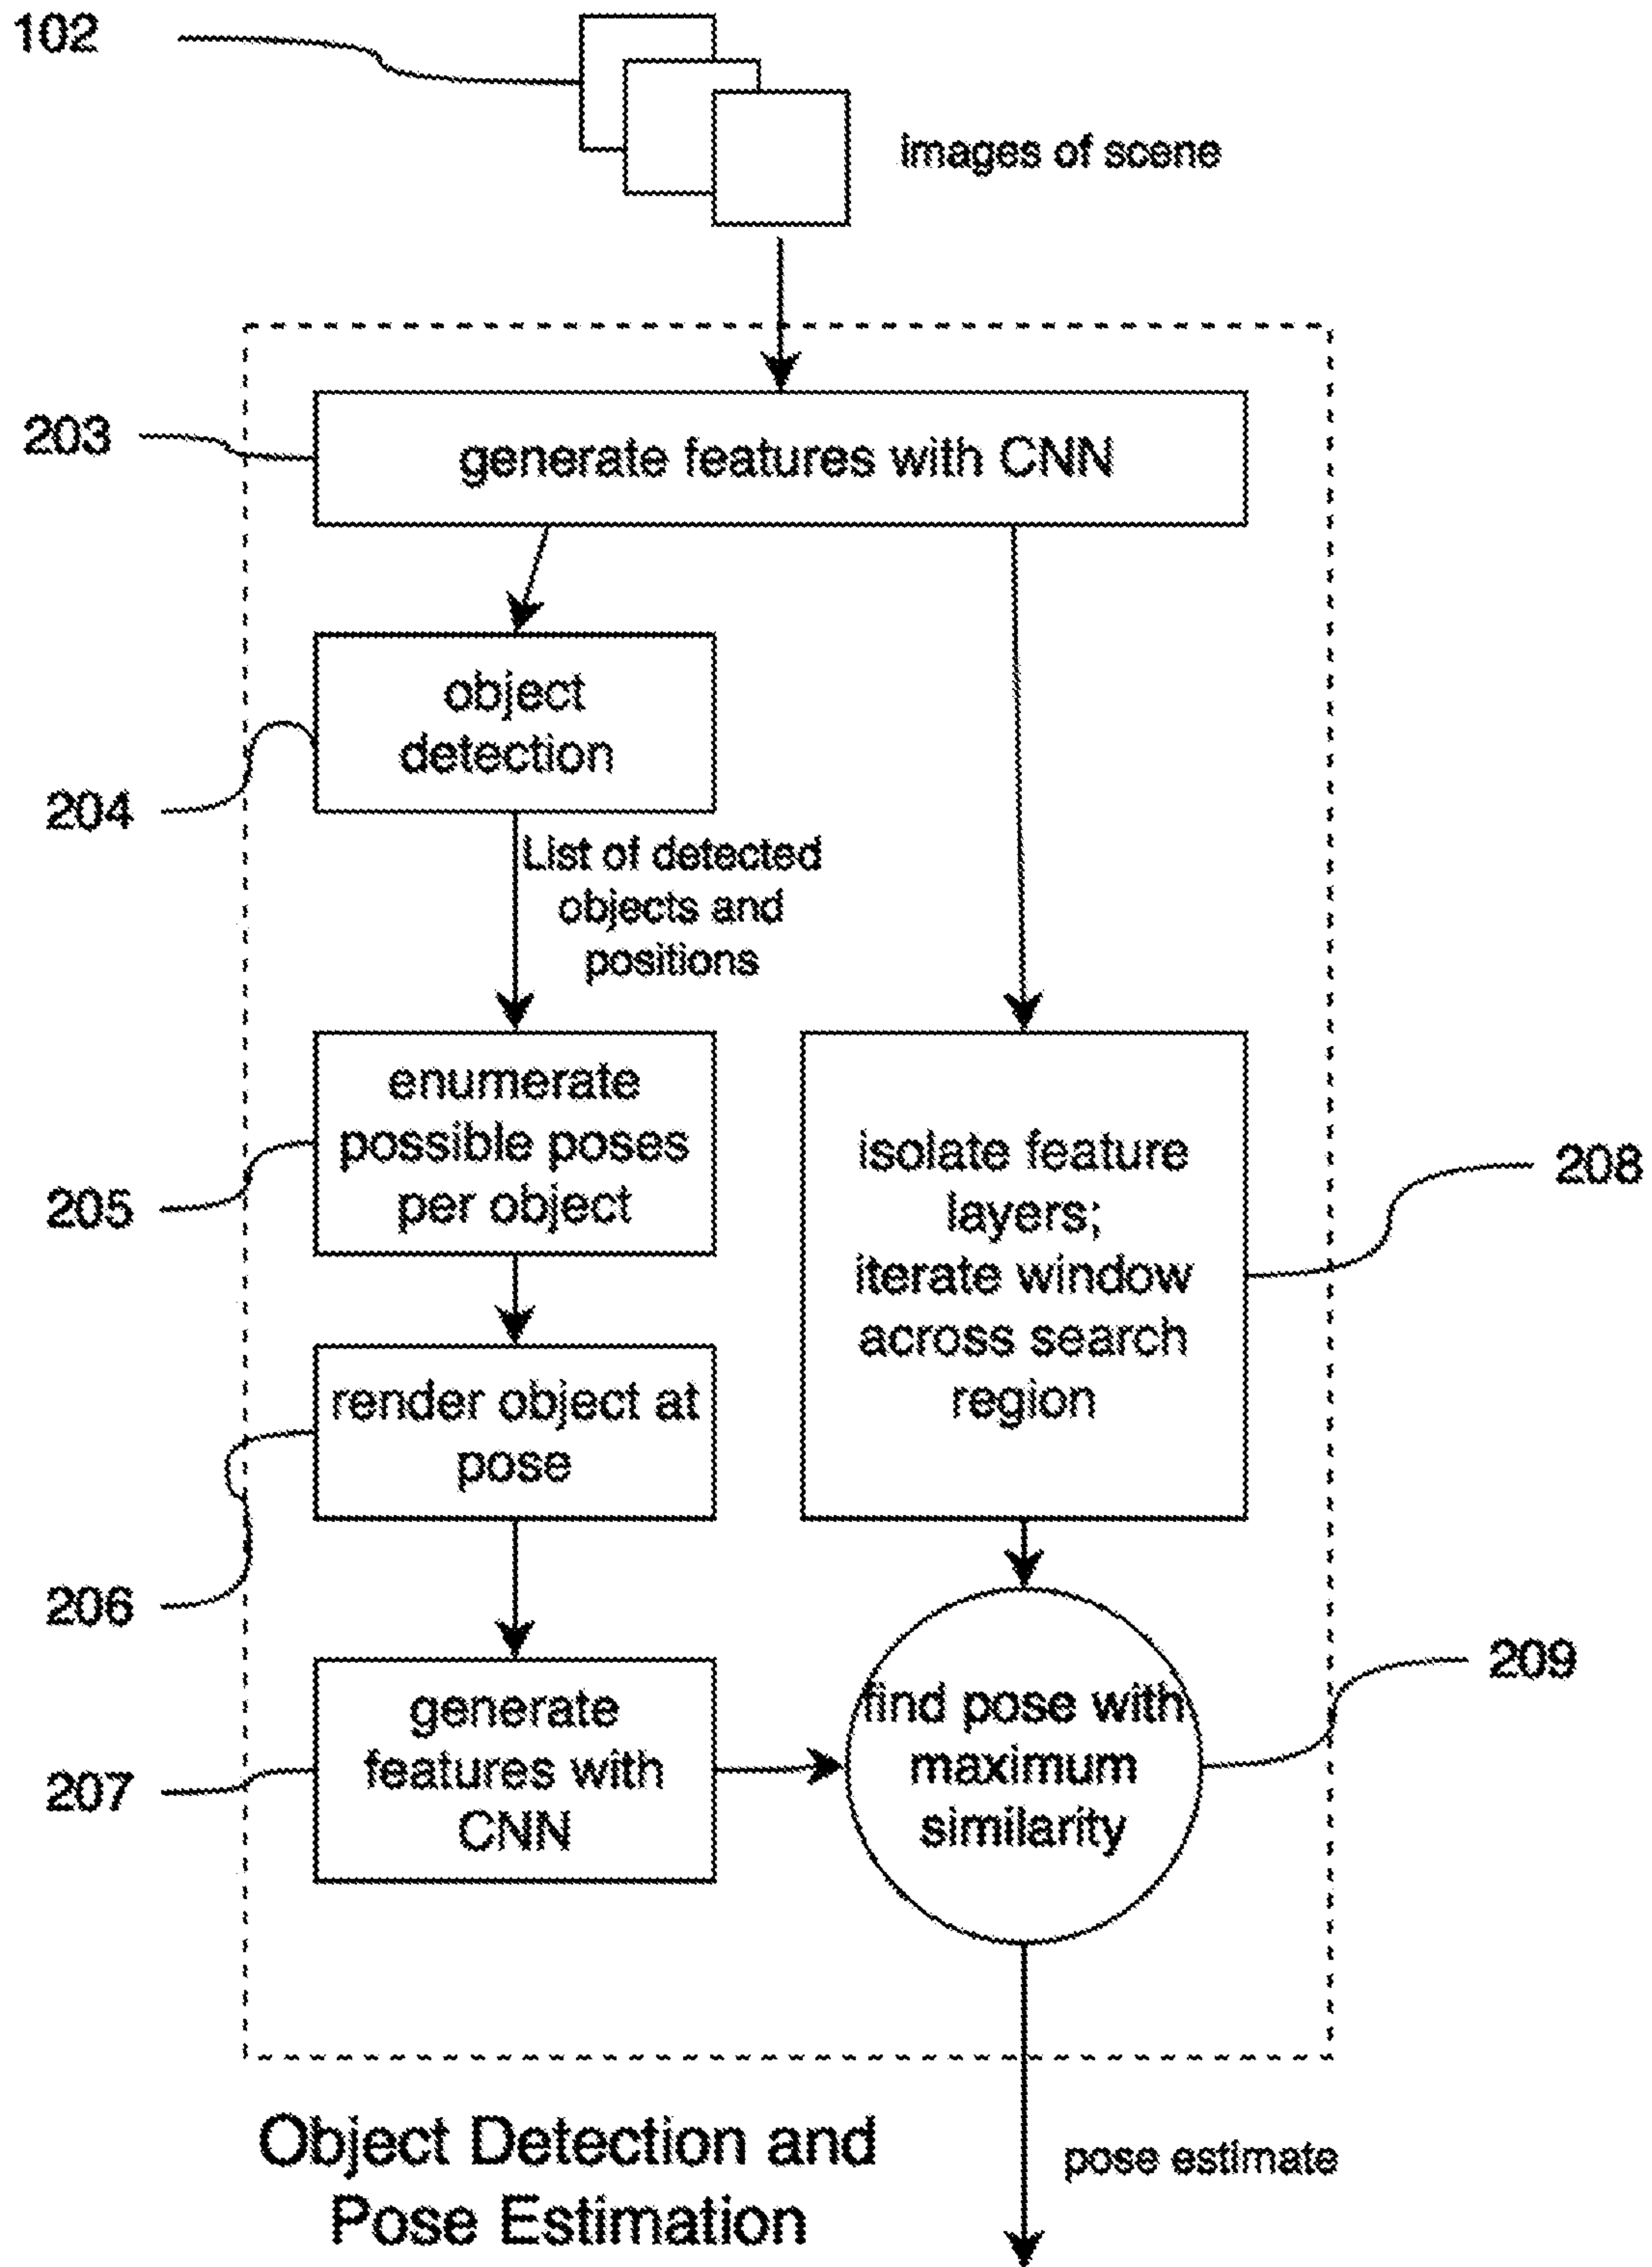 102
images of scene
203
generate features with CNN
object
detection
204
List of detected
objects and
positions
enumerate
possible poses
per object
205
isolate feature
layers;
iterate window
across search
region
208
render object at
pose
206
generate
features with
CNN
207
find pose with
maximum
similarity
209
Object Detection and
Pose Estimation
pose estimate